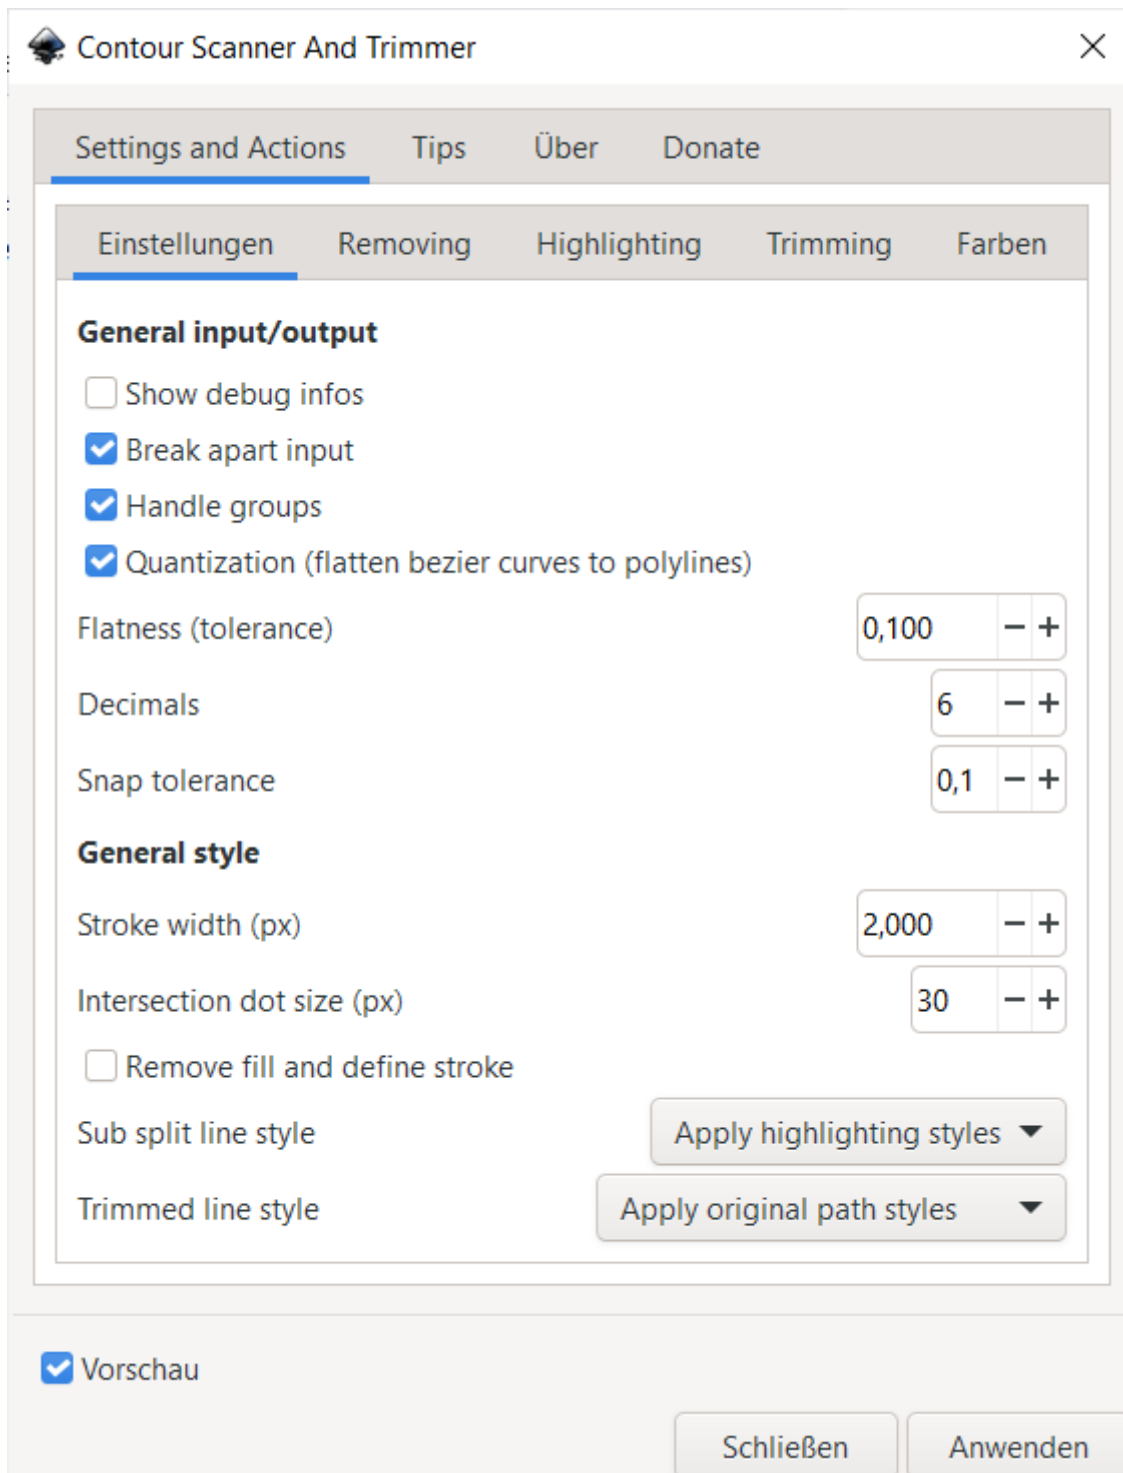 Contour Scanner And Trimmer
Settings and Actions Tips Über Donate
Einstellungen Removing Highlighting Trimming Farben
General input/output
Show debug infos
Break apart input
Handle groups
Quantization (flatten bezier curves to polylines)
Flatness (tolerance) 0,100
Decimals 6
Snap tolerance 0,1
General style
Stroke width (px) 2,000
Intersection dot size (px) 30
Remove fill and define stroke
Sub split line style Apply highlighting styles
Trimmed line style Apply original path styles
Vorschau
Schließen Anwenden